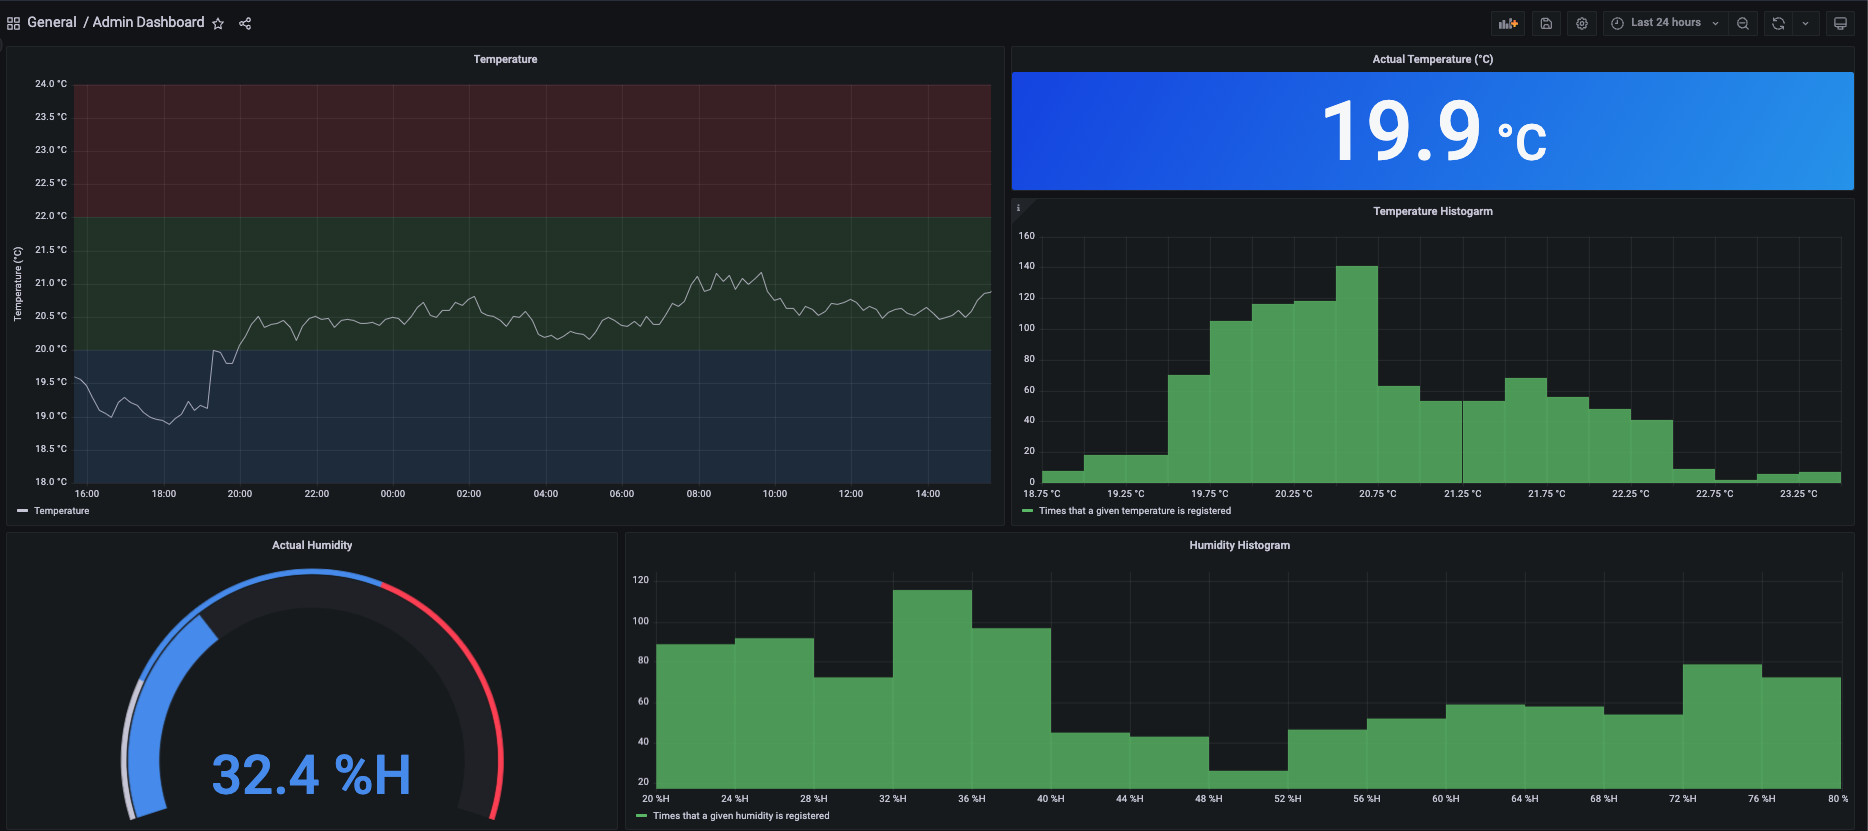 General / Admin Dashboard
Last 24 hours
Temperature
24.0 °C
23.5 °C
23.0 °C
22.5 °C
22.0 °C
21.5 °C
21.0 °C
20.5 °C
20.0 °C
19.5 °C
19.0 °C
18.5 °C
18.0 °C
Temperature (°C)
16:00 18:00 20:00 22:00 00:00 02:00 04:00 06:00 08:00 10:00 12:00 14:00
Temperature
Actual Temperature (°C)
19.9 °C
i
Temperature Histogarm
160
140
120
100
80
60
40
20
0
18.75 °C 19.25 °C 19.75 °C 20.25 °C 20.75 °C 21.25 °C 21.75 °C 22.25 °C 22.75 °C 23.25 °C
Times that a given temperature is registered
Actual Humidity
32.4 %H
Humidity Histogram
120
100
80
60
40
20
20 %H 24 %H 28 %H 32 %H 36 %H 40 %H 44 %H 48 %H 52 %H 56 %H 60 %H 64 %H 68 %H 72 %H 76 %H 80 %
Times that a given humidity is registered